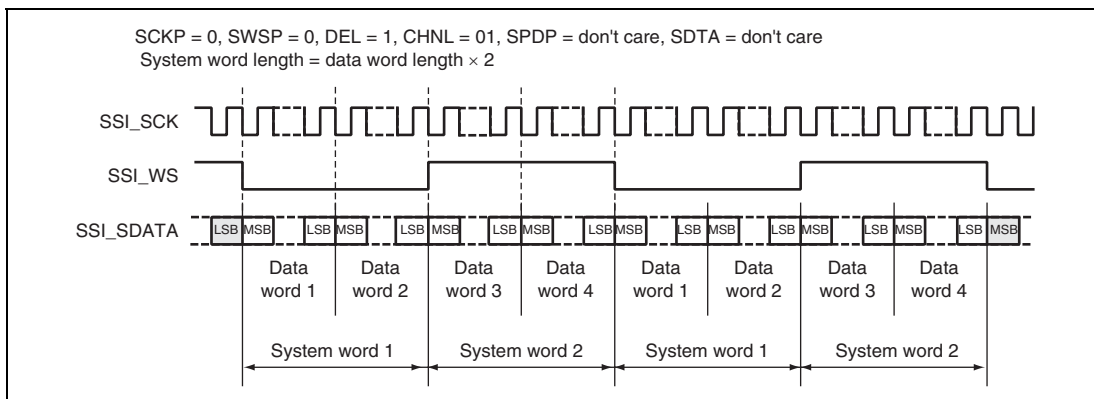 SCKP = 0, SWSP = 0, DEL = 1, CHNL = 01, SPDP = don't care, SDTA = don't care
System word length = data word length × 2
SSI_SCK
SSI_WS
SSI_SDATA
LSB MSB LSB MSB LSB MSB LSB MSB LSB MSB LSB MSB LSB MSB LSB MSB LSB MSB
Data word 1
Data word 2
Data word 3
Data word 4
Data word 1
Data word 2
Data word 3
Data word 4
System word 1
System word 2
System word 1
System word 2